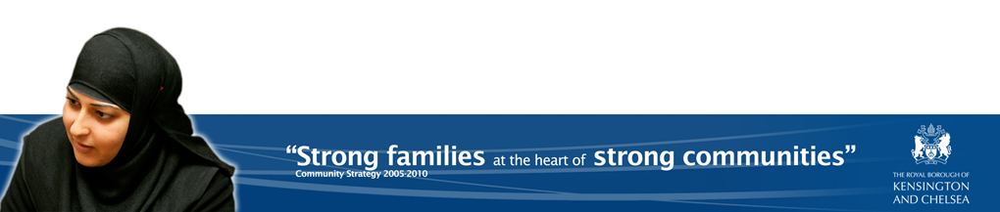 “Strong families at the heart of strong communities”
Community Strategy 2005-2010
THE ROYAL BOROUGH OF
KENSINGTON
AND CHELSEA